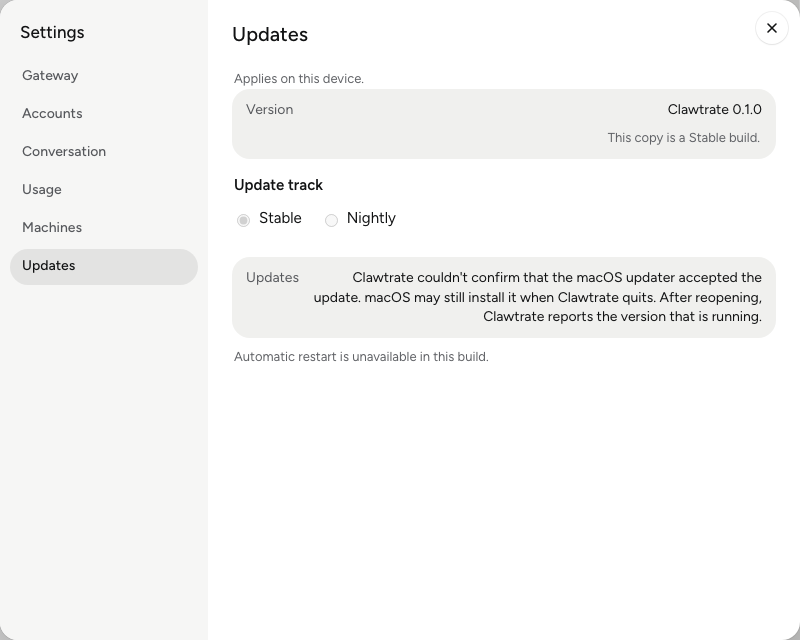 Settings
Gateway
Accounts
Conversation
Usage
Machines
Updates
Updates
Applies on this device.
Version
Clawtrate 0.1.0
This copy is a Stable build.
Update track
Stable
Nightly
Updates
Clawtrate couldn't confirm that the macOS updater accepted the
update. macOS may still install it when Clawtrate quits. After reopening,
Clawtrate reports the version that is running.
Automatic restart is unavailable in this build.